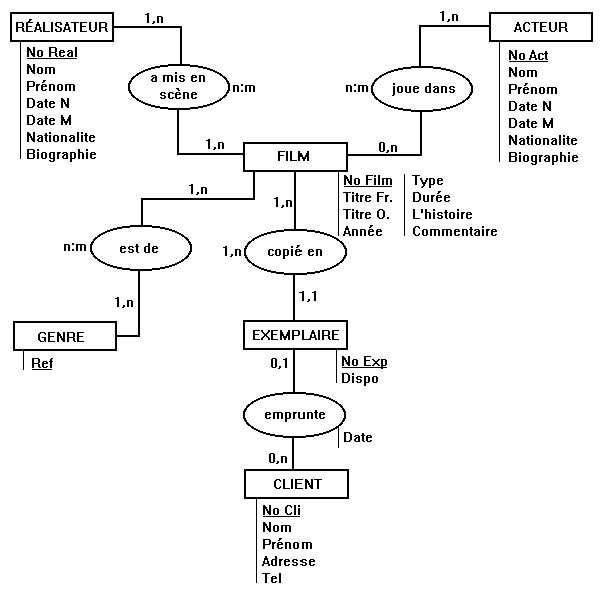 RÉALISATEUR
No Real
Nom
Prénom
Date N
Date M
Nationalite
Biographie
1,n
a mis en
scène
n:m
1,n
ACTEUR
No Act
Nom
Prénom
Date N
Date M
Nationalite
Biographie
1,n
joue dans
n:m
0,n
FILM
No Film
Titre Fr.
Titre O.
Année
Type
Durée
L'histoire
Commentaire
1,n
est de
n:m
1,n
GENRE
Ref
1,n
copié en
1,n
1,1
EXEMPLAIRE
No Exp
Dispo
0,1
emprunte
Date
0,n
CLIENT
No Cli
Nom
Prénom
Adresse
Tel